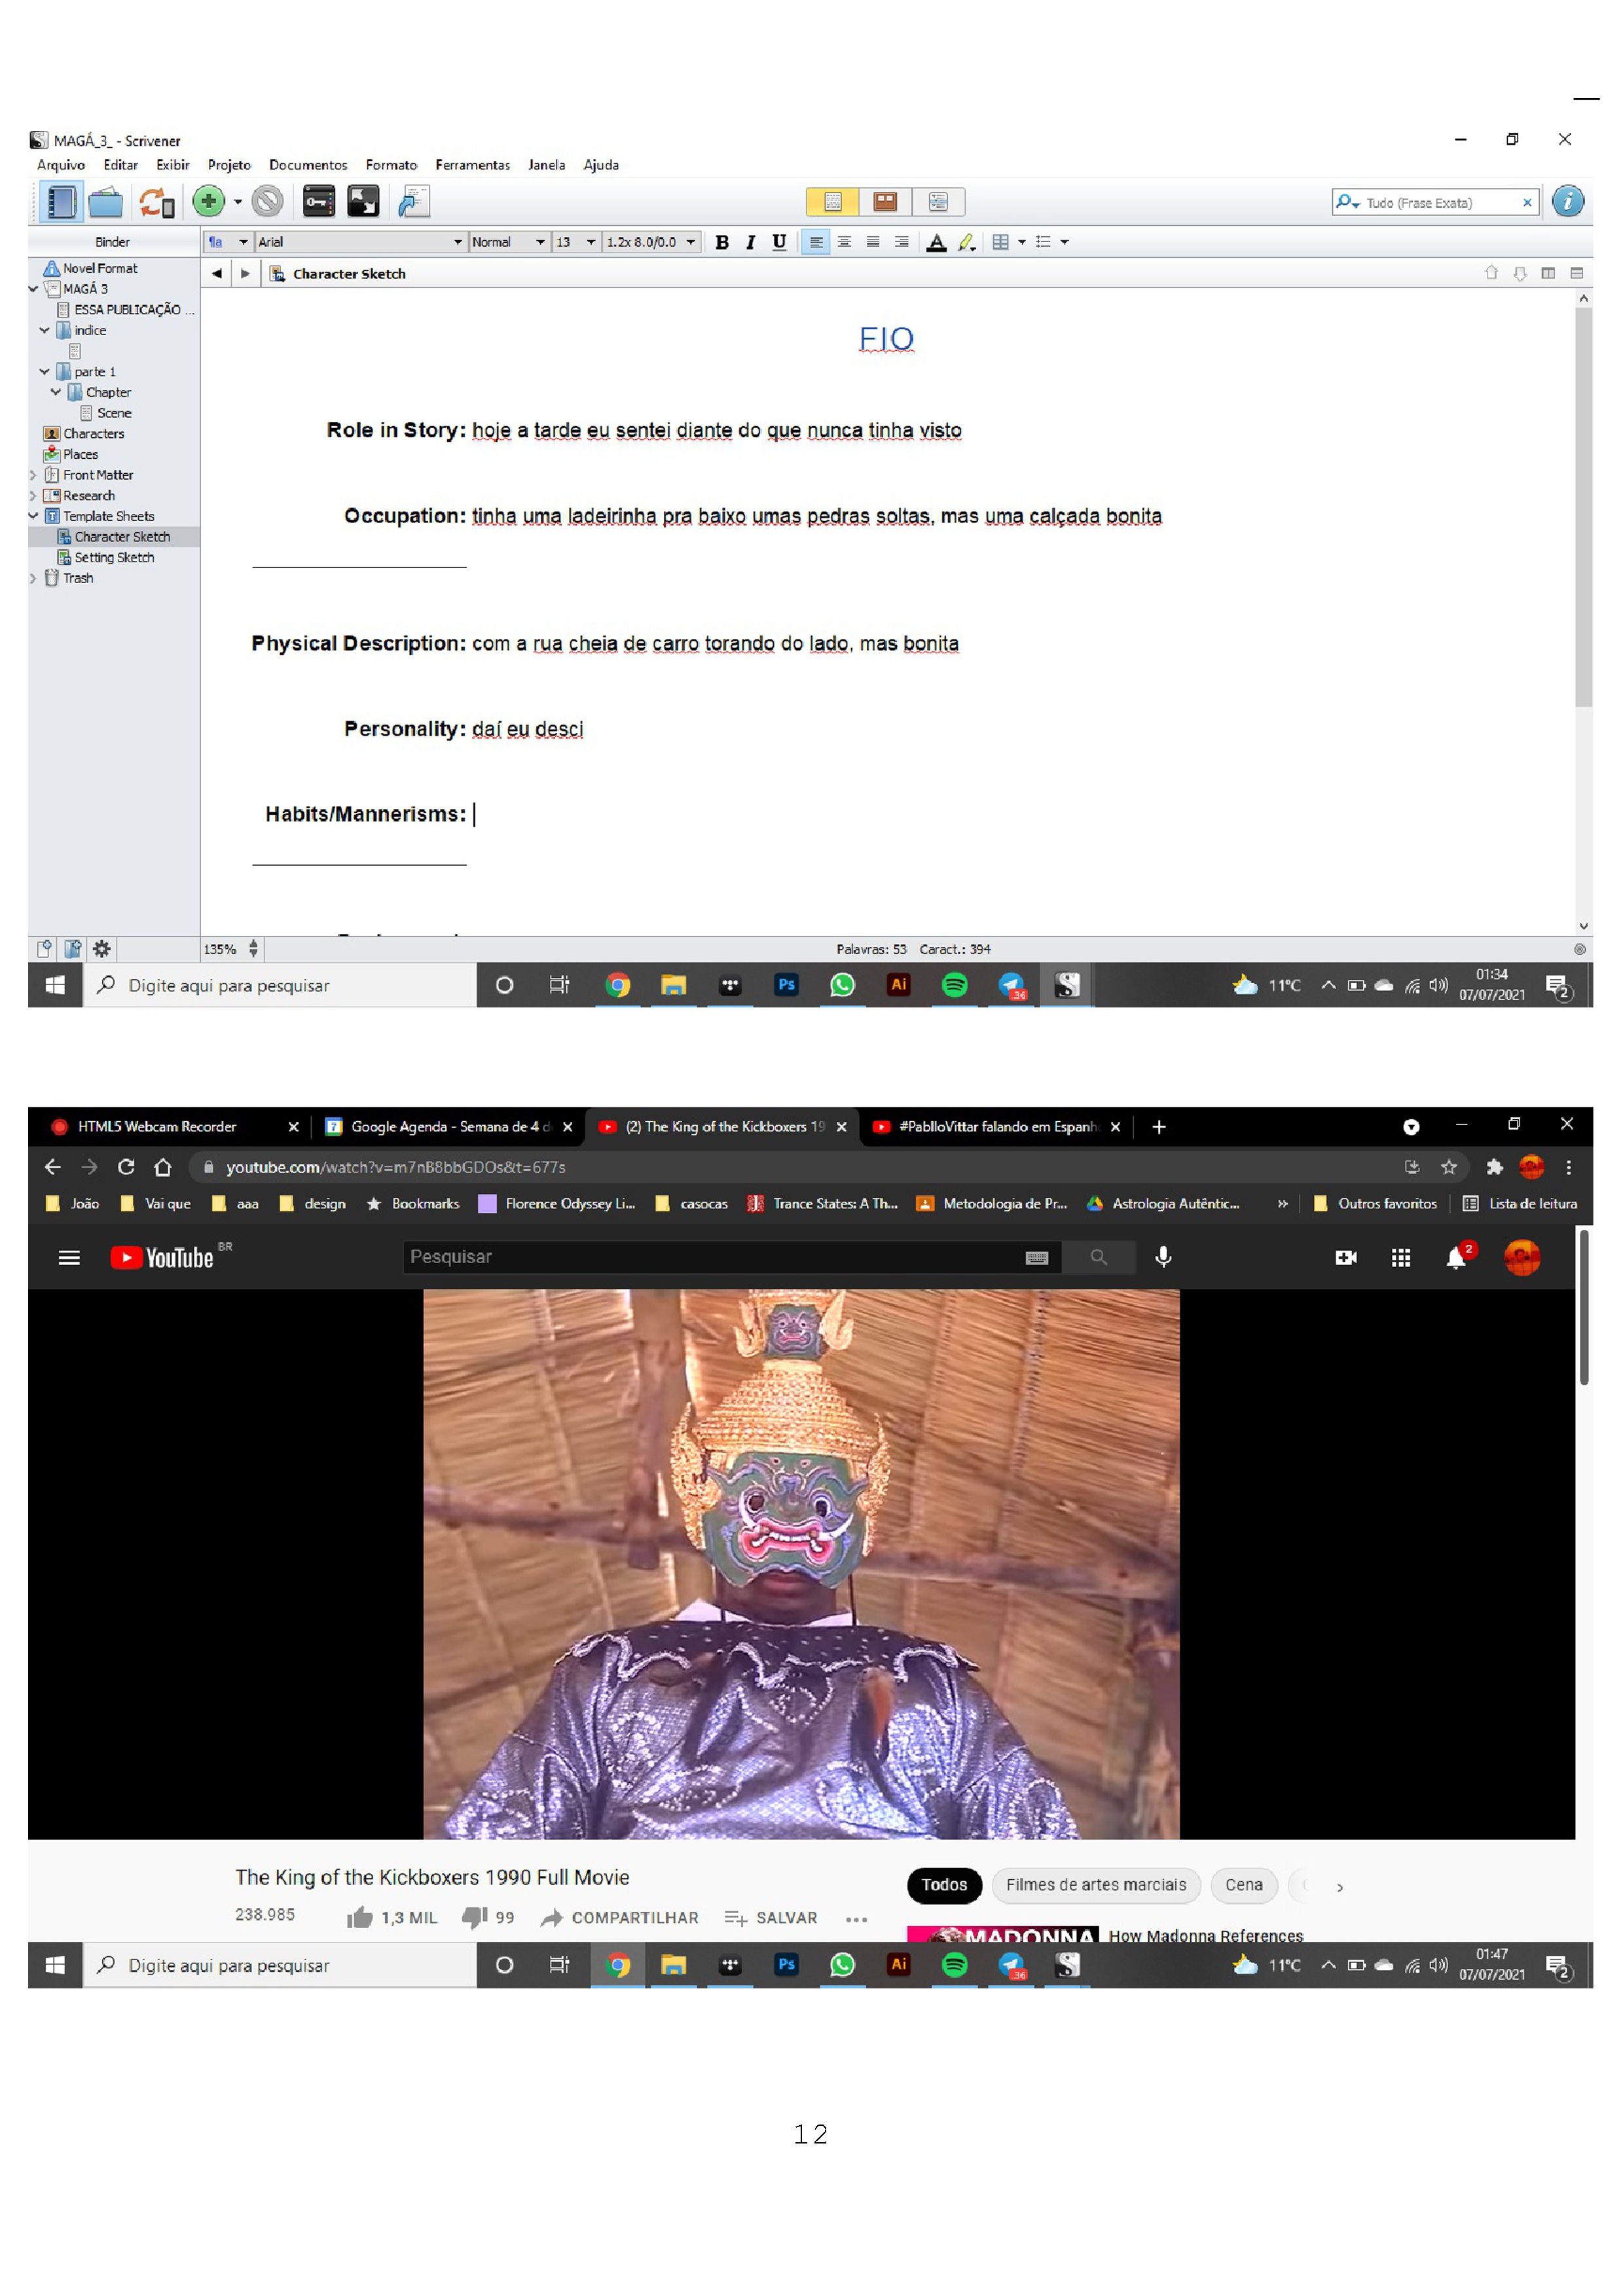 MAGÁ_3_ - Scrivener
Arquivo Editar Exibir Projeto Documentos Formato Ferramentas Janela Ajuda
Tudo (Frase Exata)
Binder
Arial Normal 13 1.2x 8.0/0.0 B I U A
Novel Format
Character Sketch
MAGÁ 3
ESSA PUBLICAÇÃO ...
indice
parte 1
Chapter
Scene
Characters
Places
Front Matter
Research
Template Sheets
Character Sketch
Setting Sketch
Trash
FIO
Role in Story: hoje a tarde eu sentei diante do que nunca tinha visto
Occupation: tinha uma ladeirinha pra baixo umas pedras soltas, mas uma calçada bonita
Physical Description: com a rua cheia de carro torando do lado, mas bonita
Personality: daí eu desci
Habits/Mannerisms:
135% Palavras: 53 Caract.: 394
Digite aqui para pesquisar Ps Ai 36 11°C 01:34
07/07/2021 2
HTML5 Webcam Recorder Google Agenda - Semana de 4 d (2) The King of the Kickboxers 19 #PablloVittar falando em Espanh
youtube.com/watch?v=m7nB8bbGDOs&t=677s
João Vai que aaa design Bookmarks Florence Odyssey Li... casocas Trance States: A Th... Metodologia de Pr... Astrologia Autêntic... » Outros favoritos Lista de leitura
YouTube BR Pesquisar 2
The King of the Kickboxers 1990 Full Movie
238.985 1,3 MIL 99 COMPARTILHAR SALVAR
Todos Filmes de artes marciais Cena
MADONNA How Madonna References
Digite aqui para pesquisar Ps Ai 36 11°C 01:47
07/07/2021 2
12